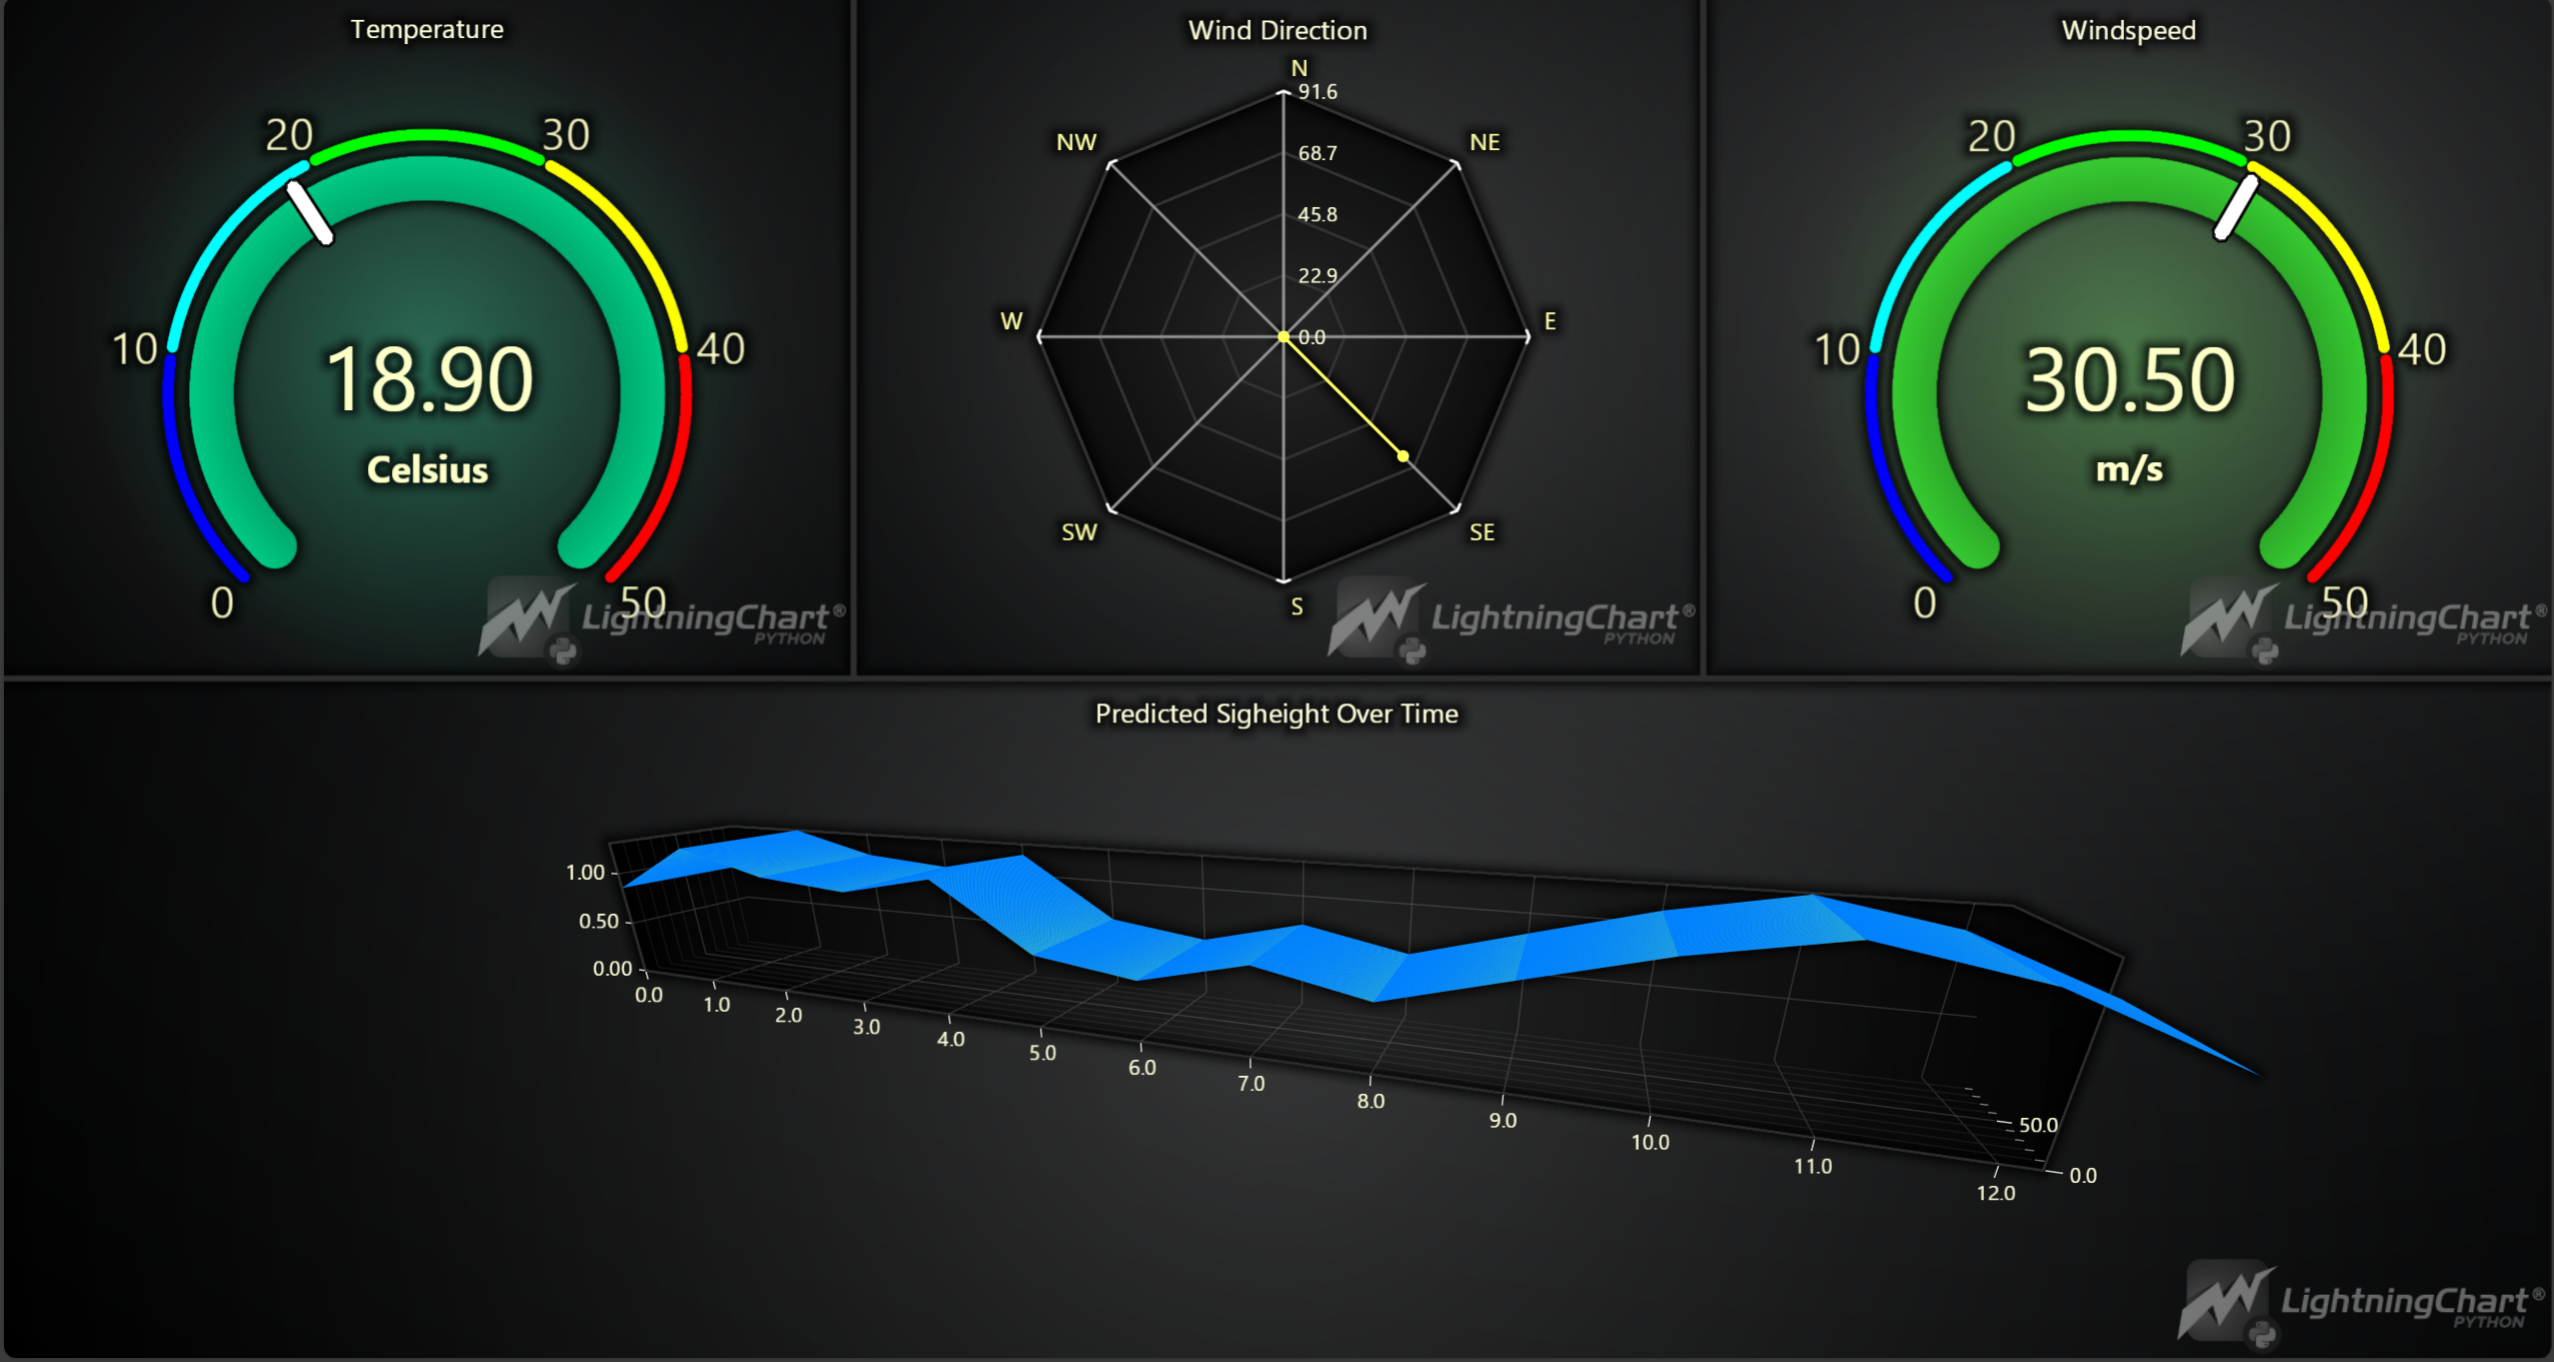 Temperature
20
30
10
40
18.90
Celsius
0
50
LightningChart®
PYTHON
Wind Direction
N
91.6
NW
NE
68.7
45.8
22.9
W
E
0.0
SW
SE
S
LightningChart®
PYTHON
Windspeed
20
30
10
40
30.50
m/s
0
50
LightningChart®
PYTHON
Predicted Sigheight Over Time
1.00
0.50
0.00
0.0
1.0
2.0
3.0
4.0
5.0
6.0
7.0
8.0
9.0
10.0
11.0
12.0
50.0
0.0
LightningChart®
PYTHON